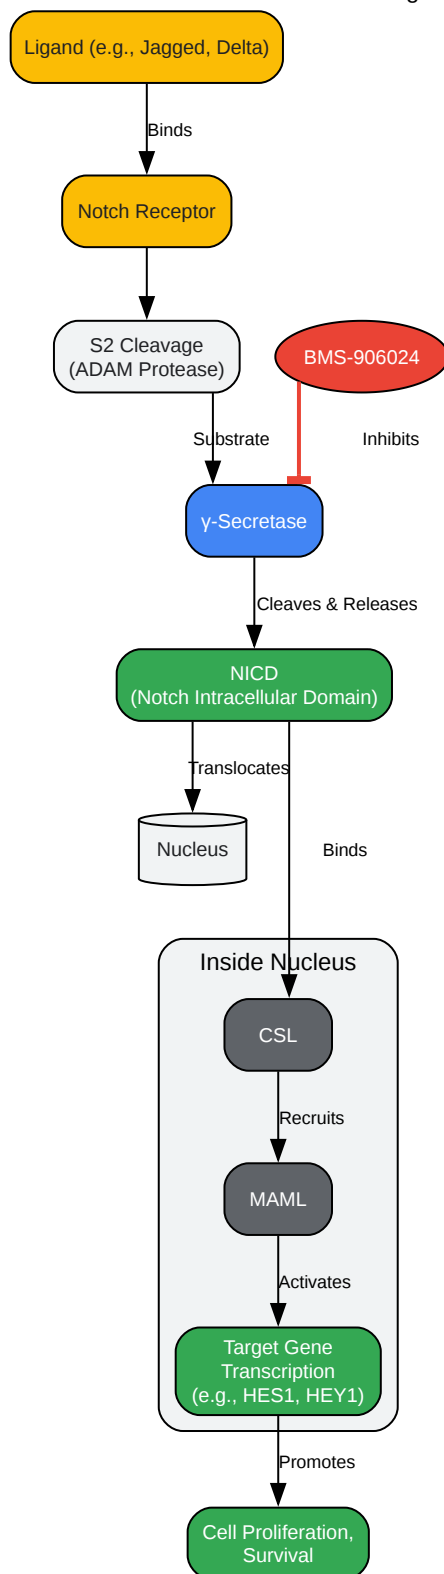 Ligand (e.g., Jagged, Delta)
Binds
Notch Receptor
S2 Cleavage
(ADAM Protease)
BMS-906024
Substrate
Inhibits
γ-Secretase
Cleaves & Releases
NICD
(Notch Intracellular Domain)
Translocates
Nucleus
Binds
Inside Nucleus
CSL
Recruits
MAML
Activates
Target Gene
Transcription
(e.g., HES1, HEY1)
Promotes
Cell Proliferation,
Survival